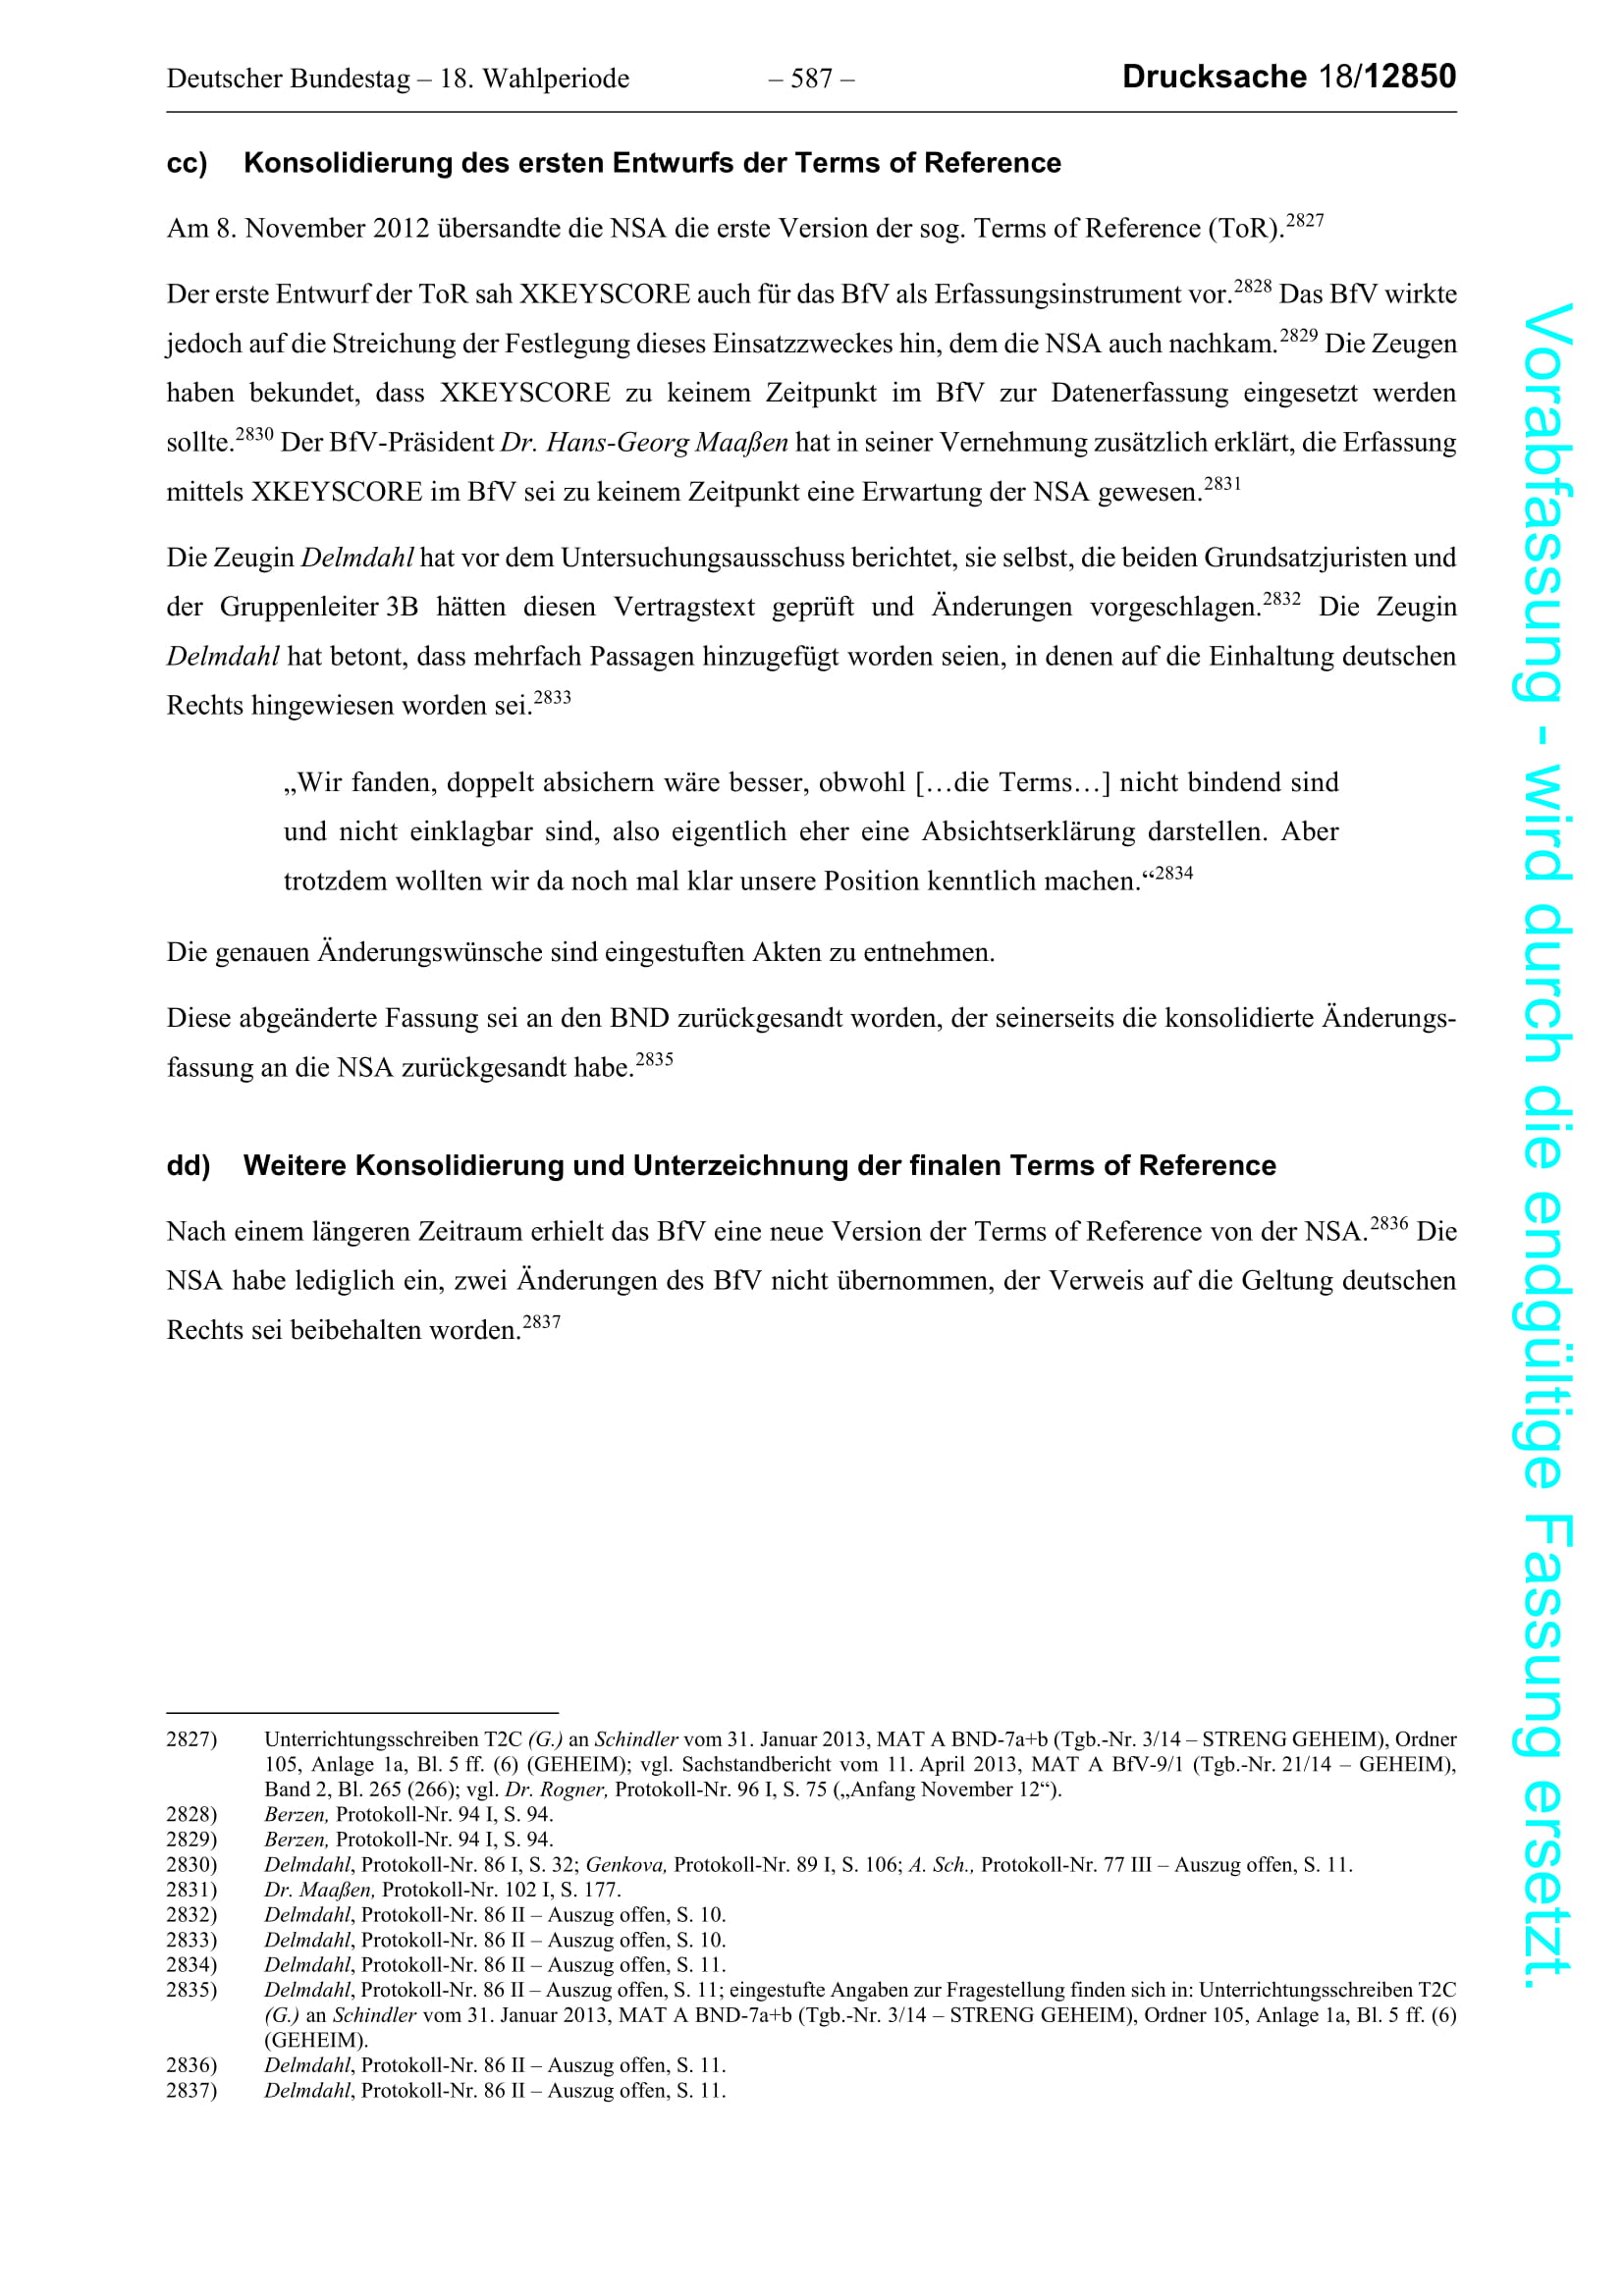 Deutscher Bundestag – 18. Wahlperiode – 587 – Drucksache 18/12850
cc) Konsolidierung des ersten Entwurfs der Terms of Reference
Am 8. November 2012 übersandte die NSA die erste Version der sog. Terms of Reference (ToR).2827
Der erste Entwurf der ToR sah XKEYSCORE auch für das BfV als Erfassungsinstrument vor.2828 Das BfV wirkte
jedoch auf die Streichung der Festlegung dieses Einsatzzweckes hin, dem die NSA auch nachkam.2829 Die Zeugen
haben bekundet, dass XKEYSCORE zu keinem Zeitpunkt im BfV zur Datenerfassung eingesetzt werden
sollte.2830 Der BfV-Präsident Dr. Hans-Georg Maaßen hat in seiner Vernehmung zusätzlich erklärt, die Erfassung
mittels XKEYSCORE im BfV sei zu keinem Zeitpunkt eine Erwartung der NSA gewesen.2831
Die Zeugin Delmdahl hat vor dem Untersuchungsausschuss berichtet, sie selbst, die beiden Grundsatzjuristen und
der Gruppenleiter 3B hätten diesen Vertragstext geprüft und Änderungen vorgeschlagen.2832 Die Zeugin
Delmdahl hat betont, dass mehrfach Passagen hinzugefügt worden seien, in denen auf die Einhaltung deutschen
Rechts hingewiesen worden sei.2833
„Wir fanden, doppelt absichern wäre besser, obwohl […die Terms…] nicht bindend sind
und nicht einklagbar sind, also eigentlich eher eine Absichtserklärung darstellen. Aber
trotzdem wollten wir da noch mal klar unsere Position kenntlich machen.“2834
Die genauen Änderungswünsche sind eingestuften Akten zu entnehmen.
Diese abgeänderte Fassung sei an den BND zurückgesandt worden, der seinerseits die konsolidierte Änderungs-
fassung an die NSA zurückgesandt habe.2835
dd) Weitere Konsolidierung und Unterzeichnung der finalen Terms of Reference
Nach einem längeren Zeitraum erhielt das BfV eine neue Version der Terms of Reference von der NSA.2836 Die
NSA habe lediglich ein, zwei Änderungen des BfV nicht übernommen, der Verweis auf die Geltung deutschen
Rechts sei beibehalten worden.2837
2827) Unterrichtungsschreiben T2C (G.) an Schindler vom 31. Januar 2013, MAT A BND-7a+b (Tgb.-Nr. 3/14 – STRENG GEHEIM), Ordner
105, Anlage 1a, Bl. 5 ff. (6) (GEHEIM); vgl. Sachstandbericht vom 11. April 2013, MAT A BfV-9/1 (Tgb.-Nr. 21/14 – GEHEIM),
Band 2, Bl. 265 (266); vgl. Dr. Rogner, Protokoll-Nr. 96 I, S. 75 („Anfang November 12“).
2828) Berzen, Protokoll-Nr. 94 I, S. 94.
2829) Berzen, Protokoll-Nr. 94 I, S. 94.
2830) Delmdahl, Protokoll-Nr. 86 I, S. 32; Genkova, Protokoll-Nr. 89 I, S. 106; A. Sch., Protokoll-Nr. 77 III – Auszug offen, S. 11.
2831) Dr. Maaßen, Protokoll-Nr. 102 I, S. 177.
2832) Delmdahl, Protokoll-Nr. 86 II – Auszug offen, S. 10.
2833) Delmdahl, Protokoll-Nr. 86 II – Auszug offen, S. 10.
2834) Delmdahl, Protokoll-Nr. 86 II – Auszug offen, S. 11.
2835) Delmdahl, Protokoll-Nr. 86 II – Auszug offen, S. 11; eingestufte Angaben zur Fragestellung finden sich in: Unterrichtungsschreiben T2C
(G.) an Schindler vom 31. Januar 2013, MAT A BND-7a+b (Tgb.-Nr. 3/14 – STRENG GEHEIM), Ordner 105, Anlage 1a, Bl. 5 ff. (6)
(GEHEIM).
2836) Delmdahl, Protokoll-Nr. 86 II – Auszug offen, S. 11.
2837) Delmdahl, Protokoll-Nr. 86 II – Auszug offen, S. 11.
Vorabfassung - wird durch die endgültige Fassung ersetzt.